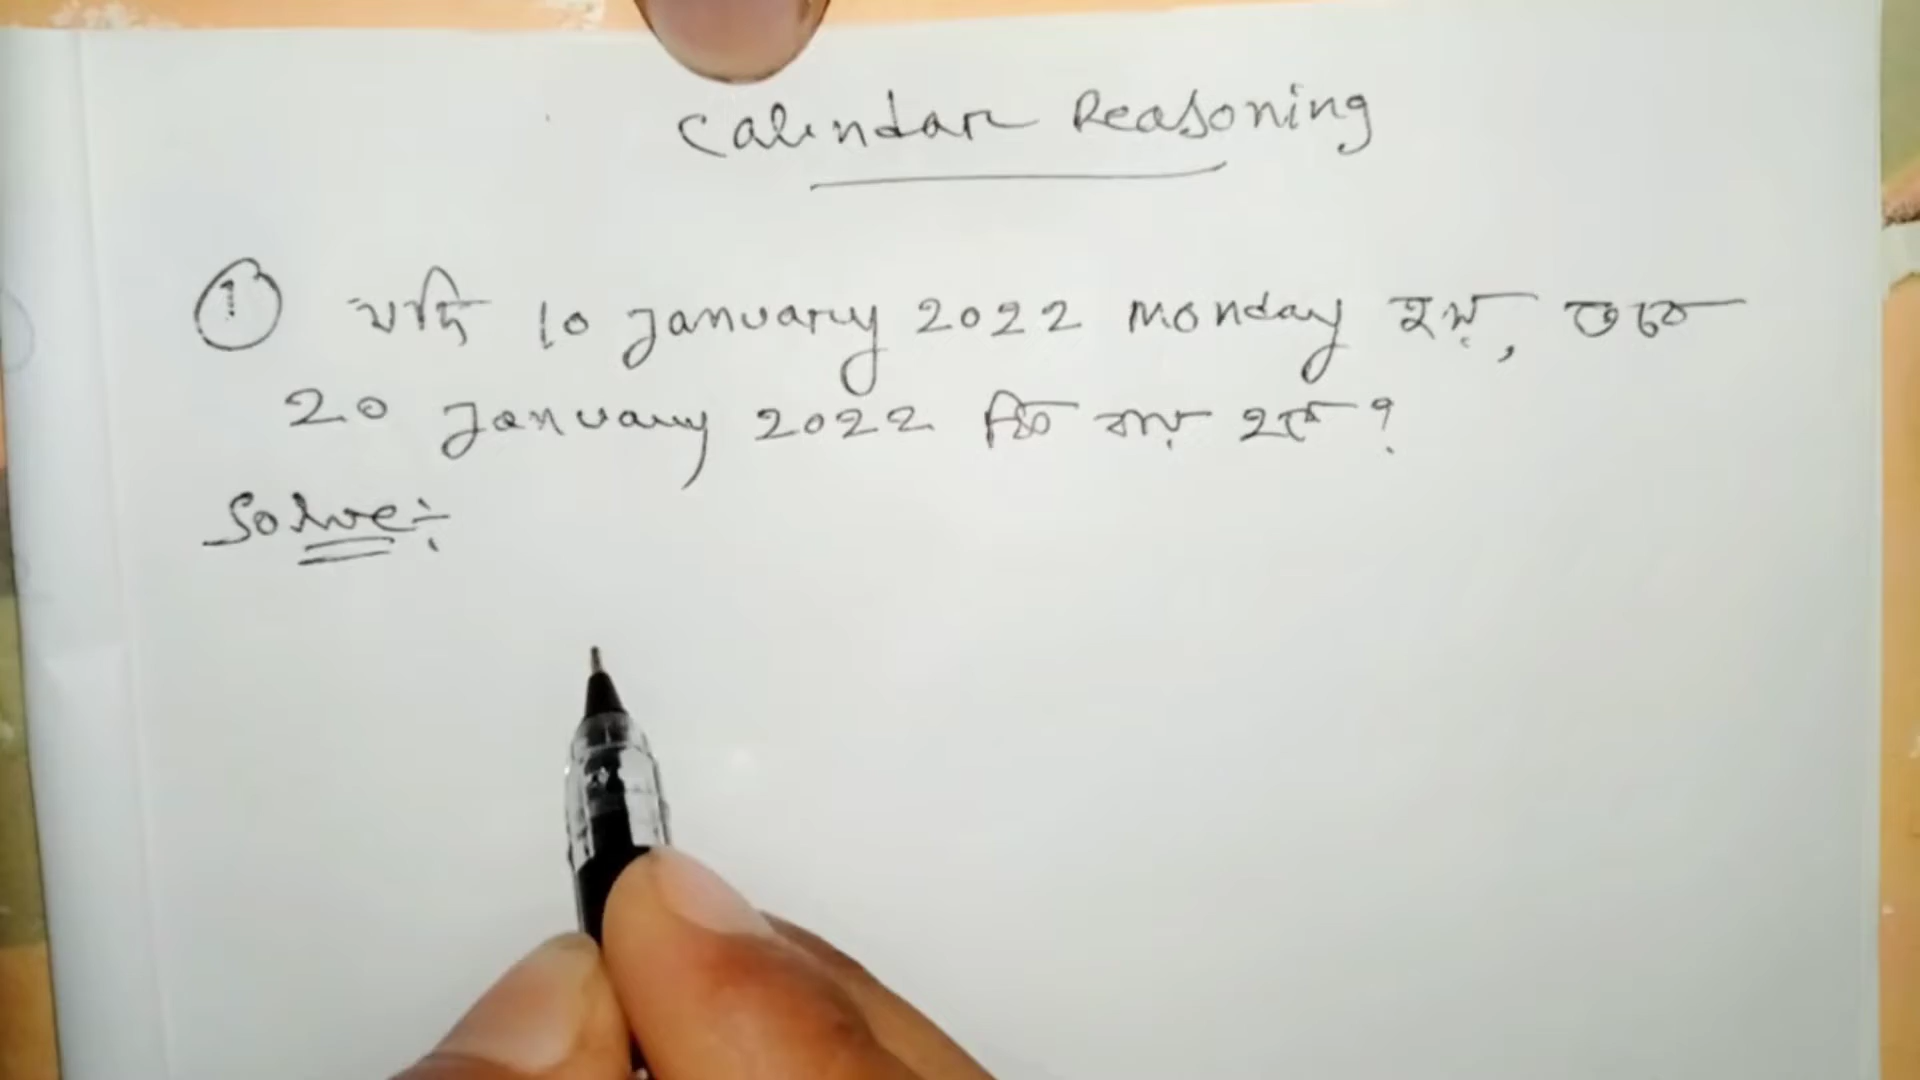 Calendar Reasoning
① যদি 10 January 2022 Monday হয়, তবে
20 January 2022 কি বার হবে?
Solve: